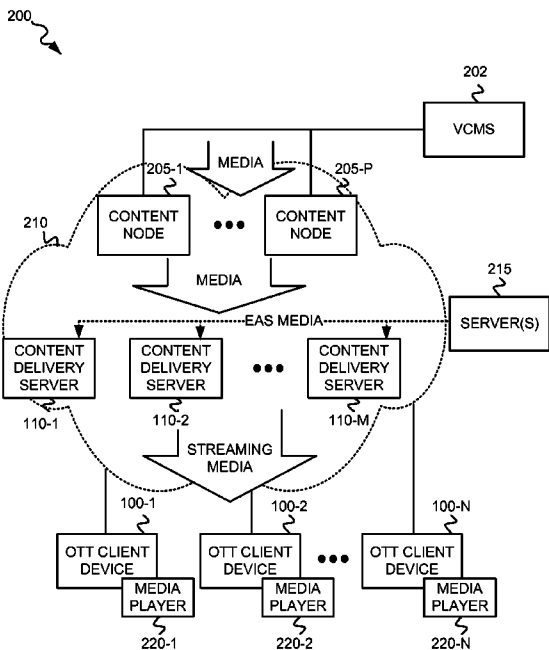 200
202
VCMS
MEDIA
205-1
205-P
CONTENT
NODE
CONTENT
NODE
210
MEDIA
215
SERVER(S)
EAS MEDIA
CONTENT
DELIVERY
SERVER
CONTENT
DELIVERY
SERVER
CONTENT
DELIVERY
SERVER
110-1
110-2
110-M
STREAMING
MEDIA
100-1
100-2
100-N
OTT CLIENT
DEVICE
OTT CLIENT
DEVICE
OTT CLIENT
DEVICE
MEDIA
PLAYER
MEDIA
PLAYER
MEDIA
PLAYER
220-1
220-2
220-N